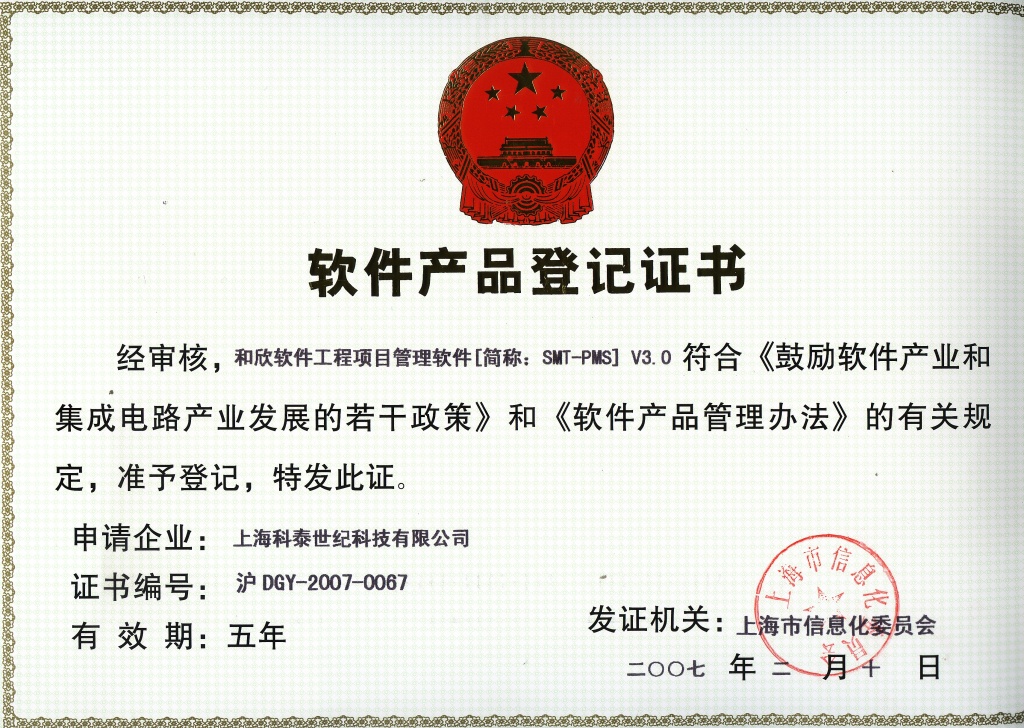 软件产品登记证书
经审核，和欣软件工程项目管理软件[简称：SMT-PMS] V3.0 符合《鼓励软件产业和
集成电路产业发展的若干政策》和《软件产品管理办法》的有关规
定，准予登记，特发此证。
申请企业：上海科泰世纪科技有限公司
证书编号：沪 DGY-2007-0067
有 效 期：五年
发证机关：上海市信息化委员会
二〇〇七 年 二 月 十 日
上海市信息化委员会